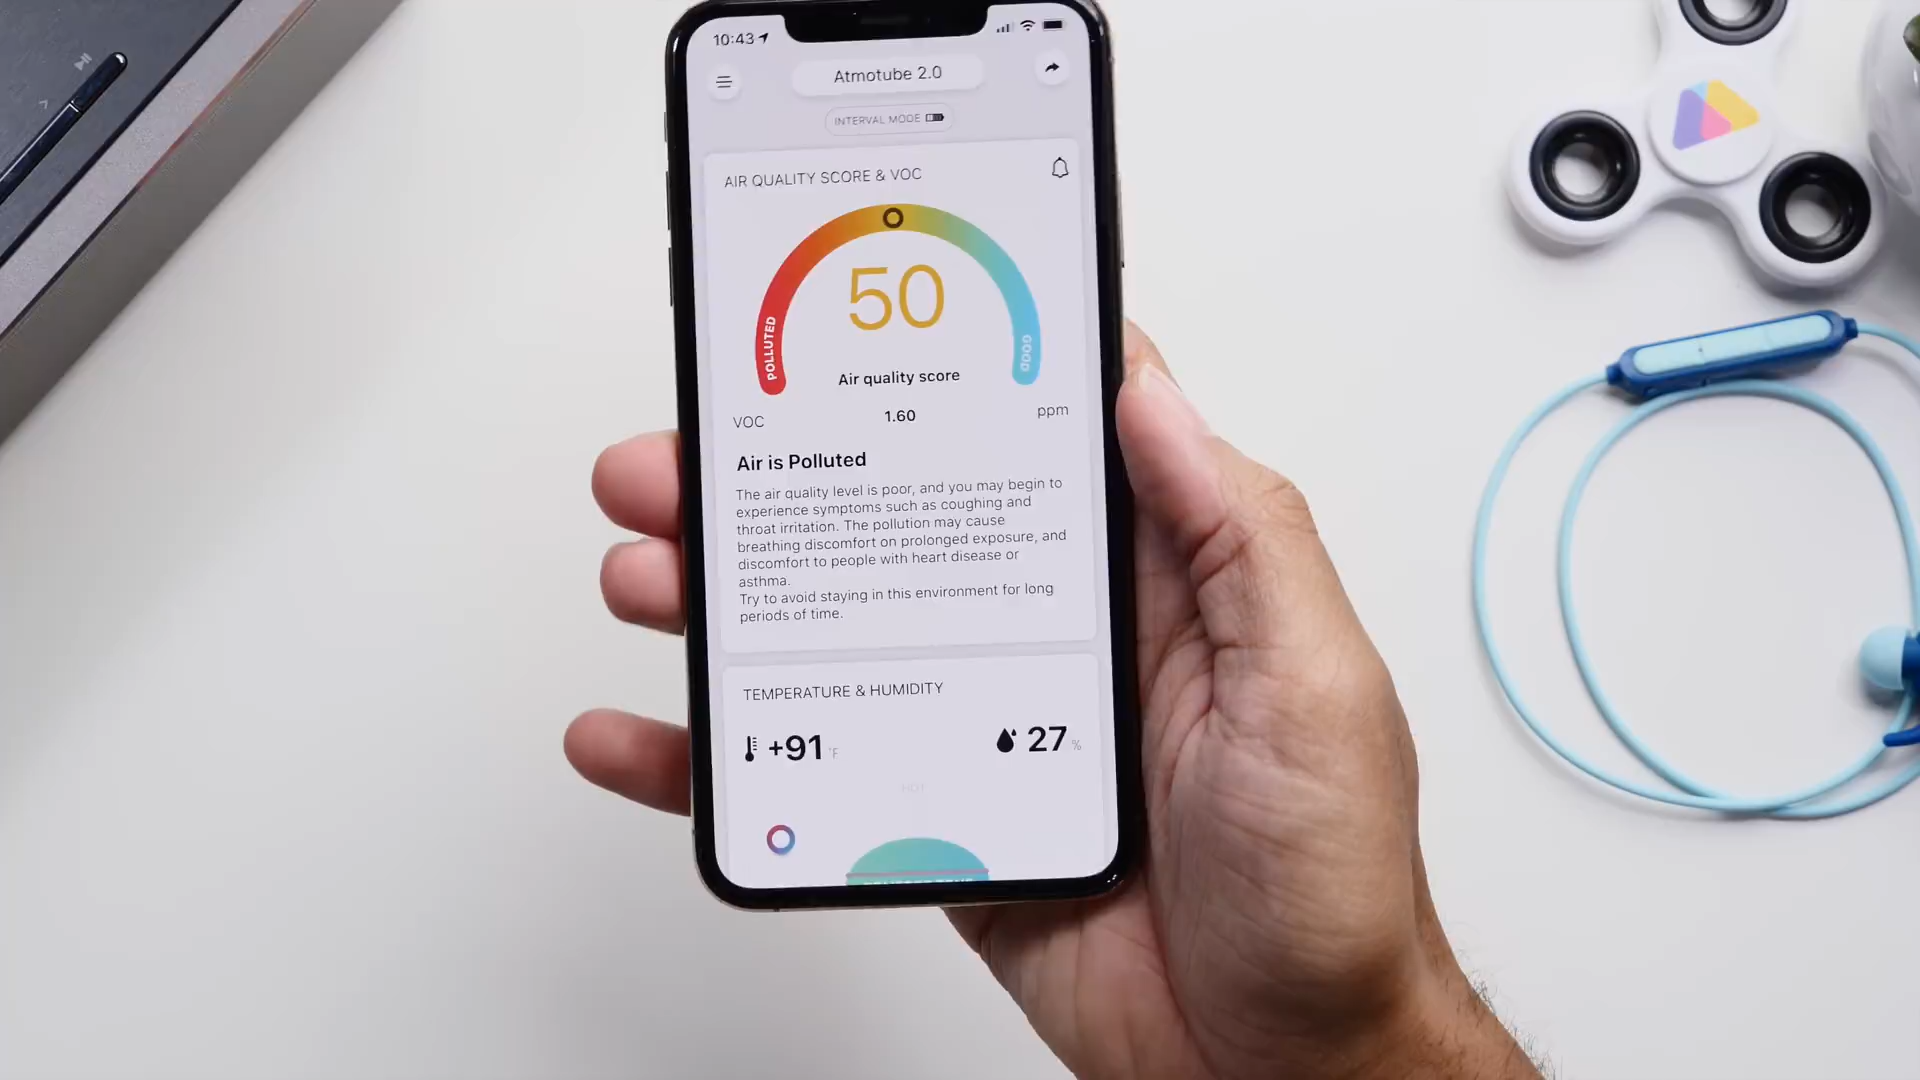 10:43
Atmotube 2.0
INTERVAL MODE
AIR QUALITY SCORE & VOC
POLLUTED
50
GOOD
Air quality score
VOC 1.60 ppm
Air is Polluted
The air quality level is poor, and you may begin to
experience symptoms such as coughing and
throat irritation. The pollution may cause
breathing discomfort on prolonged exposure, and
discomfort to people with heart disease or
asthma.
Try to avoid staying in this environment for long
periods of time.
TEMPERATURE & HUMIDITY
+91 °F 27 %
HOT